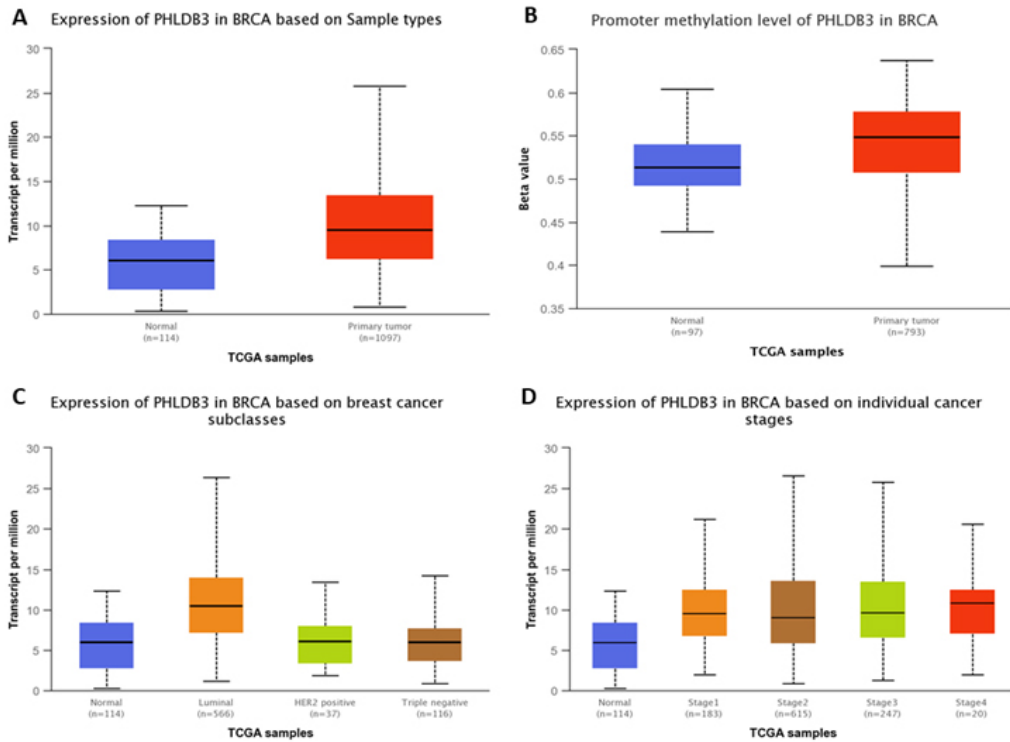 A
Expression of PHLDB3 in BRCA based on Sample types
30
25
20
15
10
5
0
Transcript per million
Normal
(n=114)
Primary tumor
(n=1097)
TCGA samples
B
Promoter methylation level of PHLDB3 in BRCA
0.65
0.6
0.55
0.5
0.45
0.4
0.35
Beta value
Normal
(n=97)
Primary tumor
(n=793)
TCGA samples
C
Expression of PHLDB3 in BRCA based on breast cancer
subclasses
30
25
20
15
10
5
0
Transcript per million
Normal
(n=114)
Luminal
(n=566)
HER2 positive
(n=37)
Triple negative
(n=116)
TCGA samples
D
Expression of PHLDB3 in BRCA based on individual cancer
stages
30
25
20
15
10
5
0
Transcript per million
Normal
(n=114)
Stage1
(n=183)
Stage2
(n=615)
Stage3
(n=247)
Stage4
(n=20)
TCGA samples